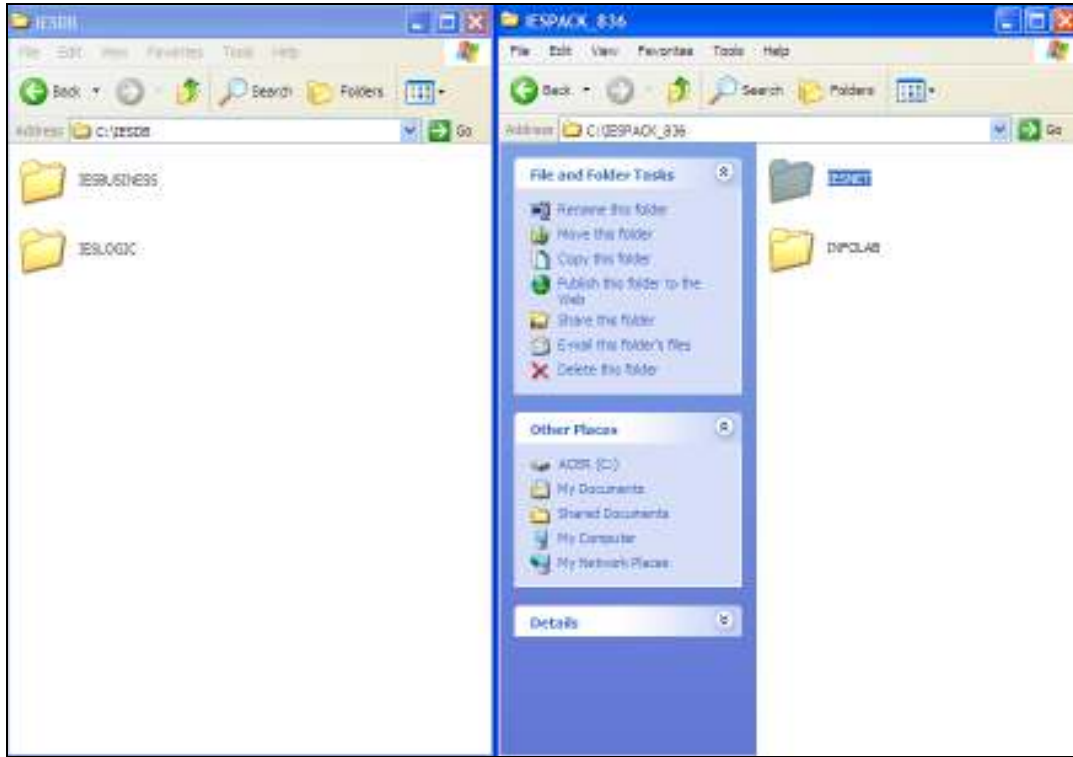 IESDB
File Edit View Favorites Tools Help
Back Search Folders
Address C:\IESDB Go
IESBUSINESS
IESLOGIC
IESPACK_836
File Edit View Favorites Tools Help
Back Search Folders
Address C:\IESPACK_836 Go
File and Folder Tasks
Rename this folder
Move this folder
Copy this folder
Publish this folder to the
Web
Share this folder
E-mail this folder's files
Delete this folder
Other Places
ACER (C:)
My Documents
Shared Documents
My Computer
My Network Places
Details
IESNET
INFOLAB